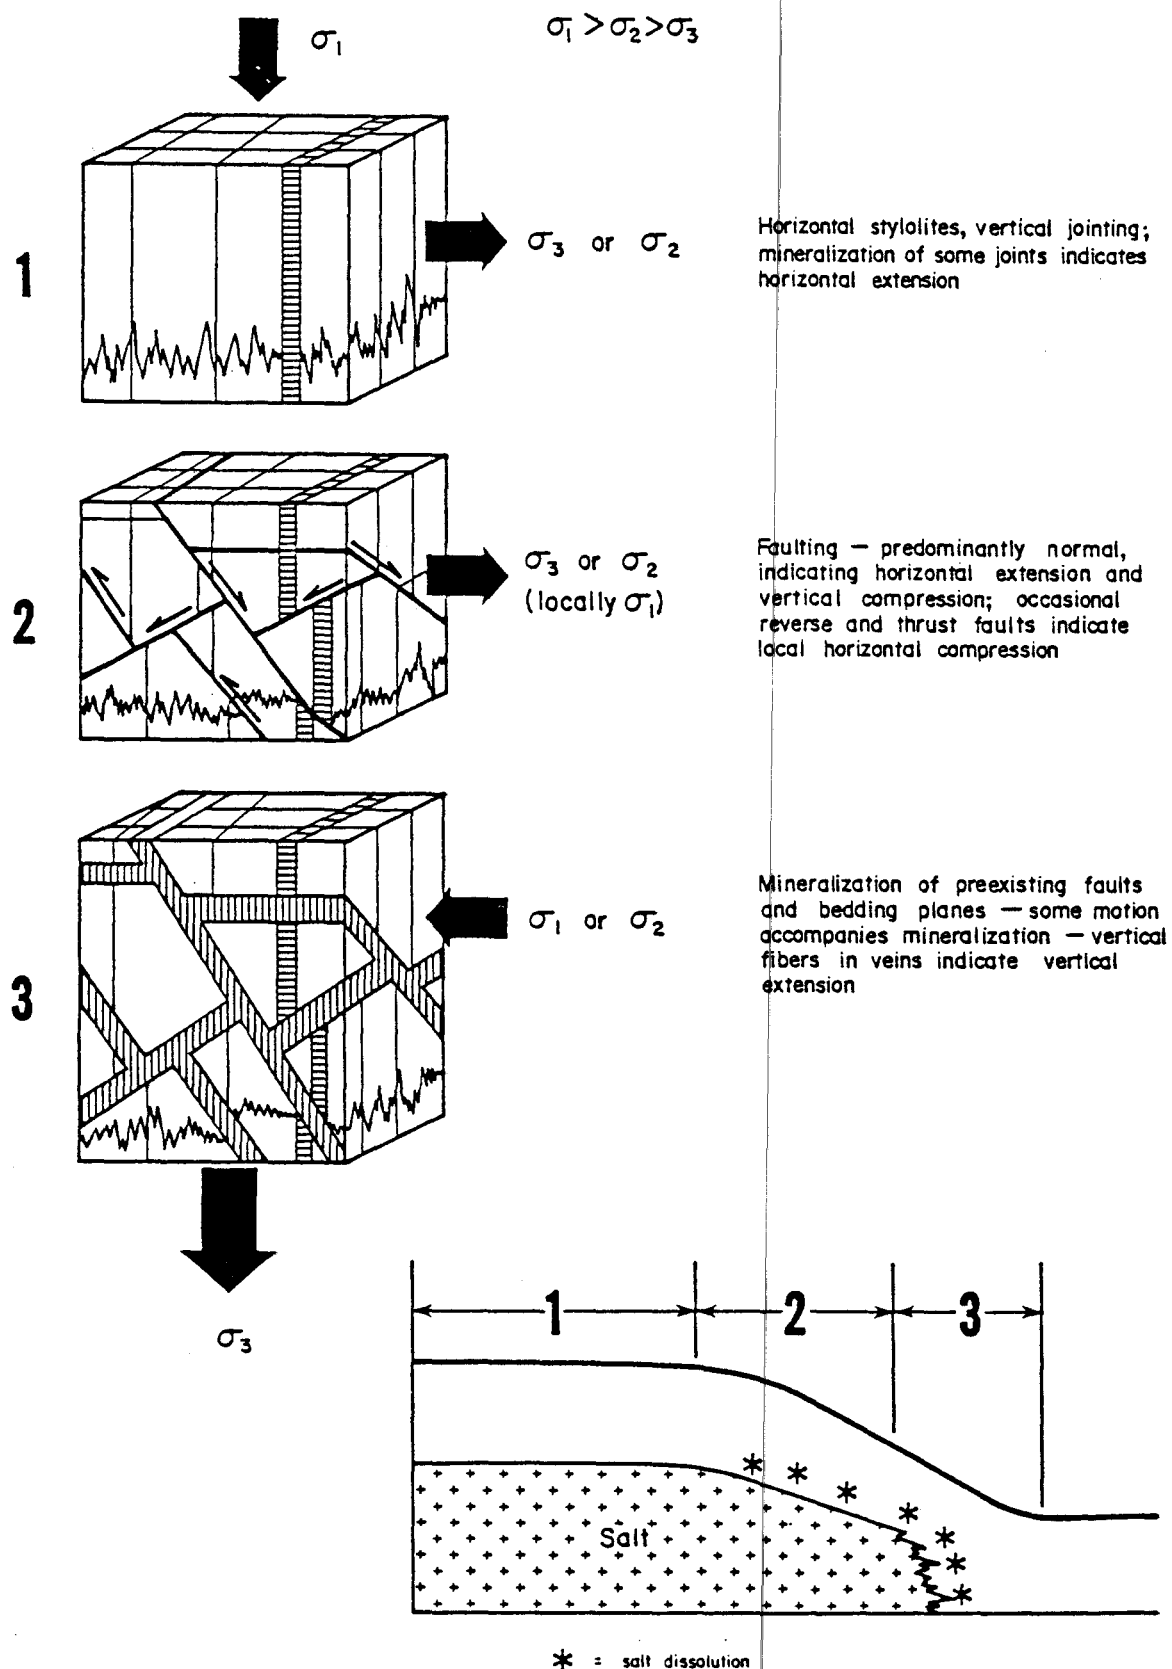 σ₁
σ₁ > σ₂ > σ₃
1
σ₃ or σ₂
Horizontal stylolites, vertical jointing;
mineralization of some joints indicates
horizontal extension
2
σ₃ or σ₂
(locally σ₁)
Faulting — predominantly normal,
indicating horizontal extension and
vertical compression; occasional
reverse and thrust faults indicate
local horizontal compression
3
σ₁ or σ₂
Mineralization of preexisting faults
and bedding planes — some motion
accompanies mineralization — vertical
fibers in veins indicate vertical
extension
σ₃
1 2 3
Salt
* = salt dissolution